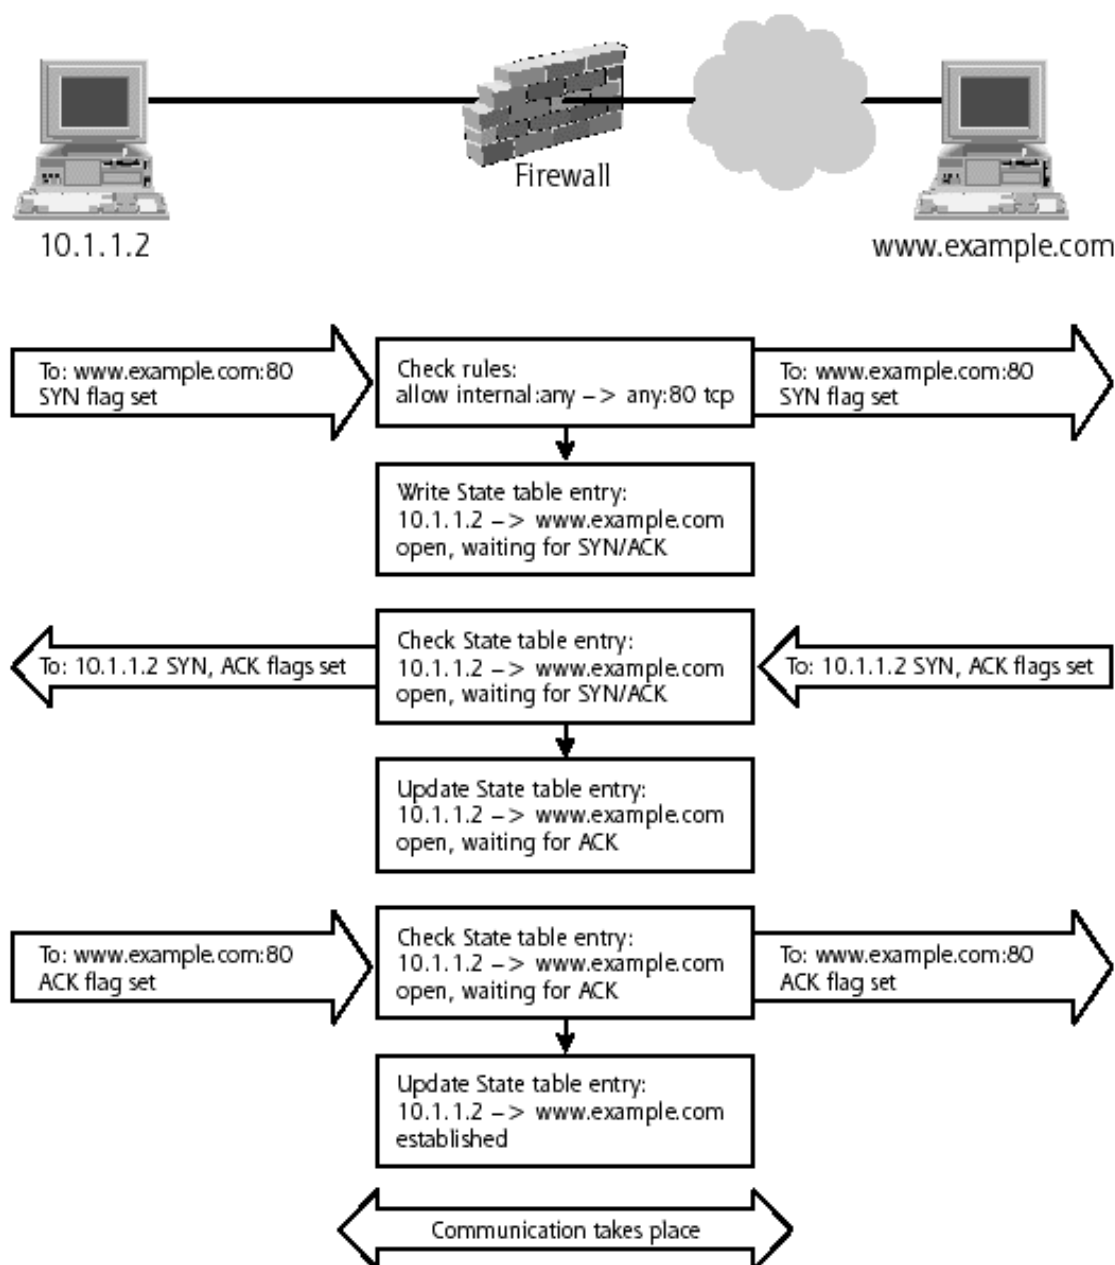 Firewall
10.1.1.2
www.example.com
To: www.example.com:80
SYN flag set
Check rules:
allow internal:any –> any:80 tcp
To: www.example.com:80
SYN flag set
Write State table entry:
10.1.1.2 –> www.example.com
open, waiting for SYN/ACK
To: 10.1.1.2 SYN, ACK flags set
Check State table entry:
10.1.1.2 –> www.example.com
open, waiting for SYN/ACK
To: 10.1.1.2 SYN, ACK flags set
Update State table entry:
10.1.1.2 –> www.example.com
open, waiting for ACK
To: www.example.com:80
ACK flag set
Check State table entry:
10.1.1.2 –> www.example.com
open, waiting for ACK
To: www.example.com:80
ACK flag set
Update State table entry:
10.1.1.2 –> www.example.com
established
Communication takes place